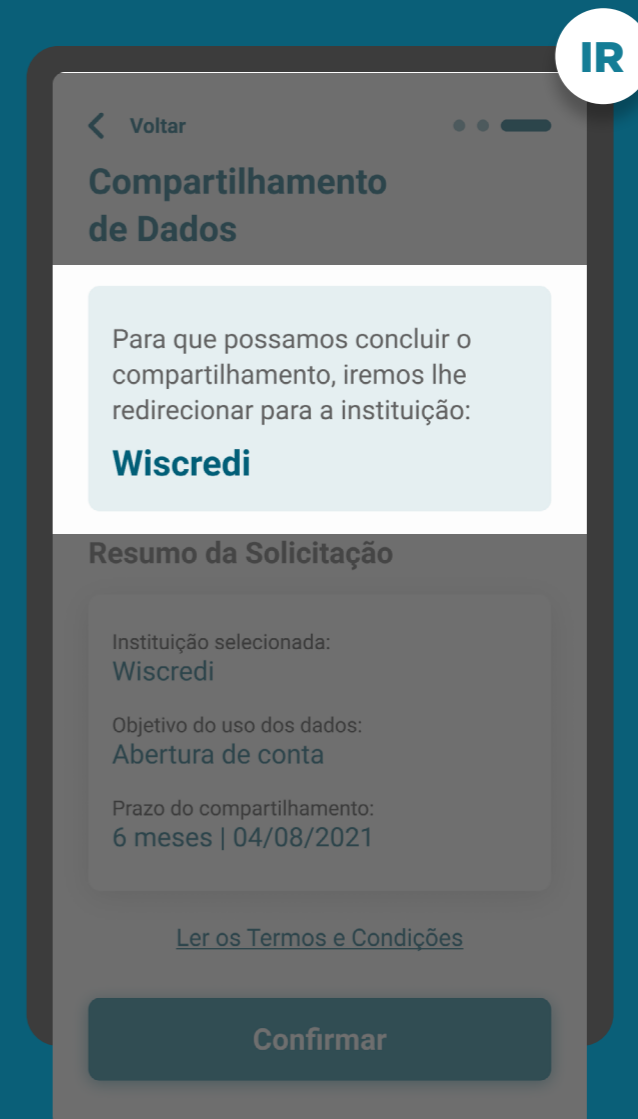 IR
Voltar
Compartilhamento
de Dados
Para que possamos concluir o
compartilhamento, iremos lhe
redirecionar para a instituição:
Wiscredi
Resumo da Solicitação
Instituição selecionada:
Wiscredi
Objetivo do uso dos dados:
Abertura de conta
Prazo do compartilhamento:
6 meses | 04/08/2021
Ler os Termos e Condições
Confirmar